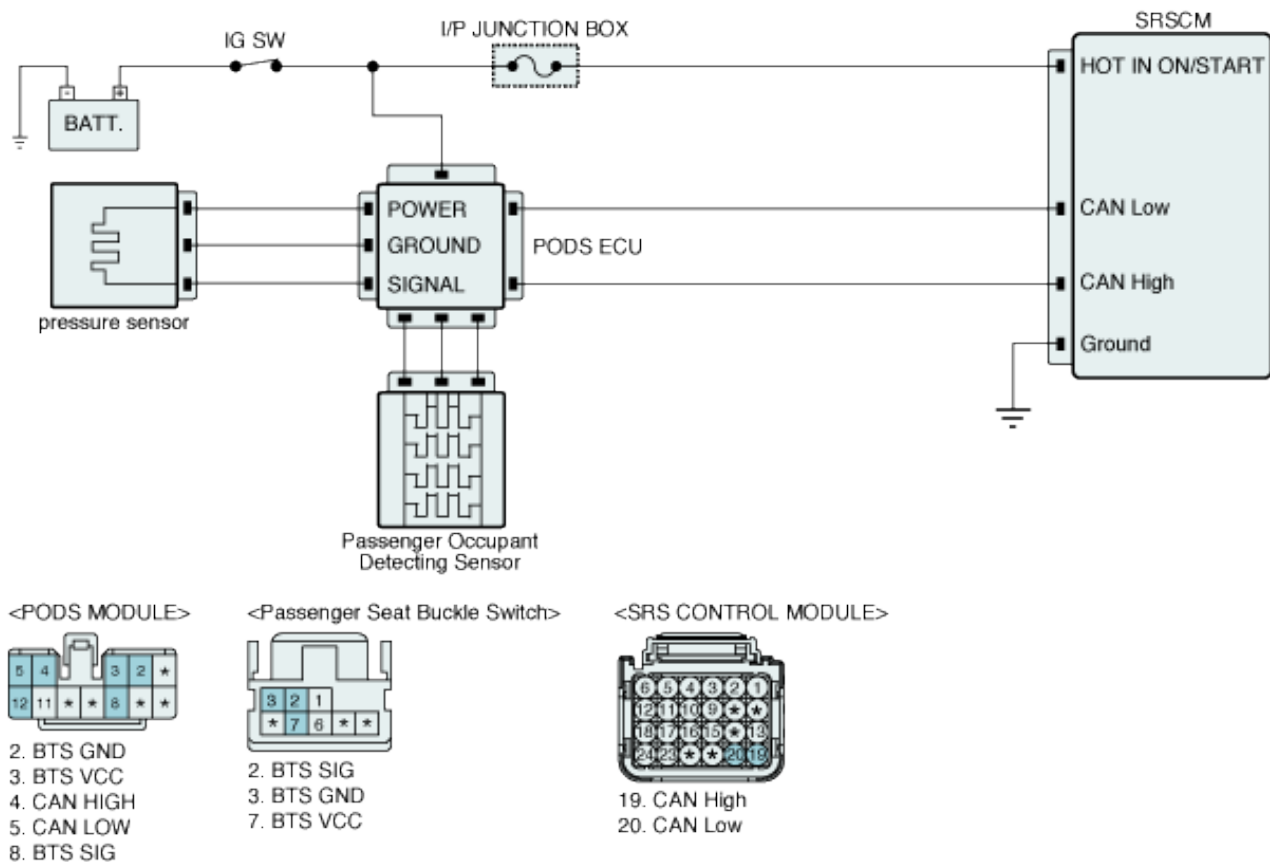 SRSCM
I/P JUNCTION BOX
IG SW
HOT IN ON/START
- +
BATT.
POWER
CAN Low
GROUND
PODS ECU
SIGNAL
CAN High
pressure sensor
Ground
Passenger Occupant
Detecting Sensor
<PODS MODULE>
5 4 3 2 *
12 11 * * 8 * *
2. BTS GND
3. BTS VCC
4. CAN HIGH
5. CAN LOW
8. BTS SIG
<Passenger Seat Buckle Switch>
3 2 1
* 7 6 * *
2. BTS SIG
3. BTS GND
7. BTS VCC
<SRS CONTROL MODULE>
6 5 4 3 2 1
12 11 10 9 * *
18 17 16 15 * 13
24 23 * * 20 19
19. CAN High
20. CAN Low